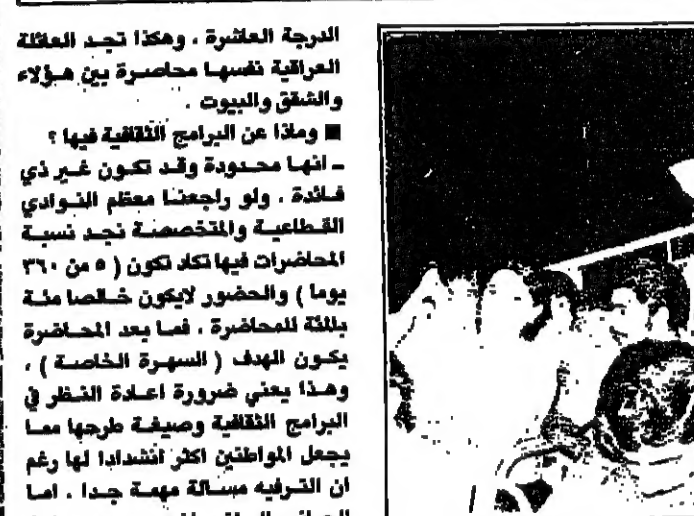 الدرجة العاشرة . وهكذا تجد العائلة
العراقية نفسها محاصرة بين هؤلاء
والشقق والبيوت .
■ وماذا عن البرامج الثقافية فيها ؟
ـ انها محدودة وقد تكون غير ذي
فائدة . ولو راجعنا معظم النوادي
القطاعية والمتخصصة نجد نسبة
المحاضرات فيها تكاد تكون ( ٥ من ٣٦٠
يوما ) والحضور لايكون خالصا مئة
بالمئة للمحاضرة . فما بعد المحاضرة
يكون الهدف ( السهرة الخاصة ) .
وهذا يعني ضرورة اعادة النظر في
البرامج الثقافية وصيغة طرحها مما
يجعل المواطنين اكثر انشدادا لها رغم
ان الترفيه مسالة مهمة جدا . اما